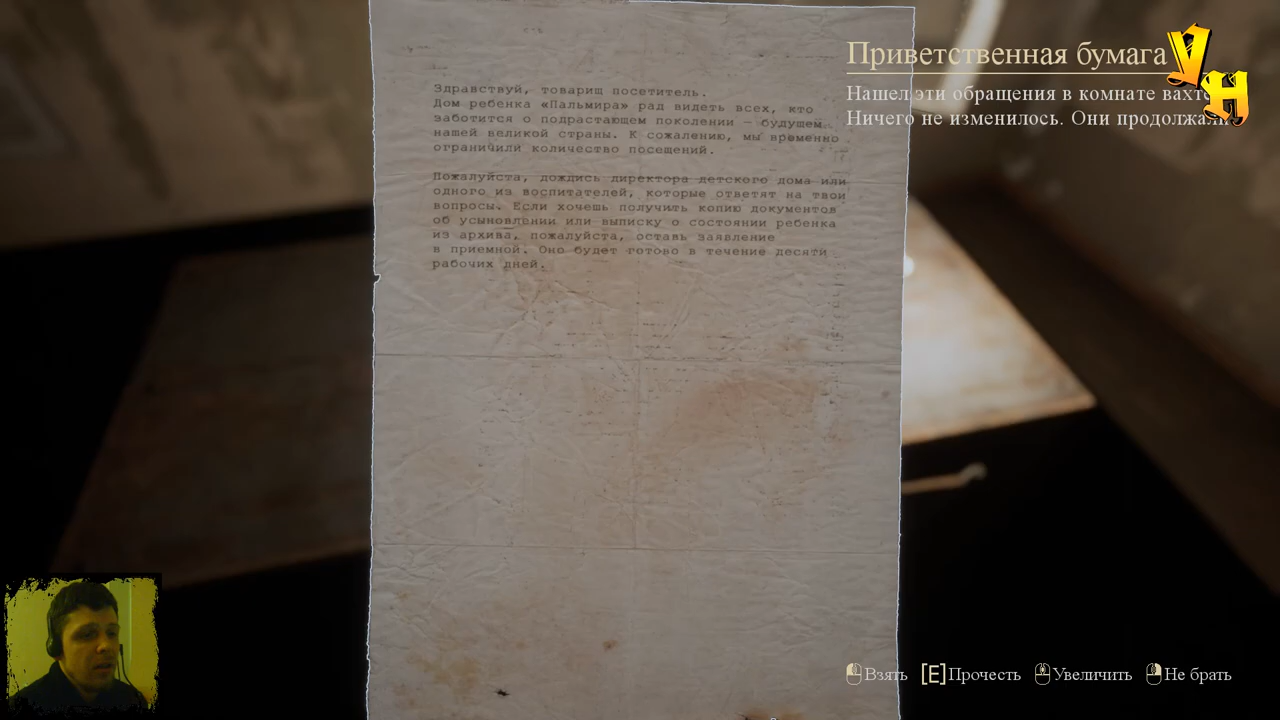 Здравствуй, товарищ посетитель.
Дом ребенка «Пальмира» рад видеть всех, кто
заботится о подрастающем поколении — будущем
нашей великой страны. К сожалению, мы временно
ограничили количество посещений.
Пожалуйста, дождись директора детского дома или
одного из воспитателей, которые ответят на твои
вопросы. Если хочешь получить копию документов
об усыновлении или выписку о состоянии ребенка
из архива, пожалуйста, оставь заявление
в приемной. Оно будет готово в течение десяти
рабочих дней.
Приветственная бумага
Нашел эти обращения в комнате
Ничего не изменилось. Они
УН
Взять [E] Прочесть Увеличить Не брать